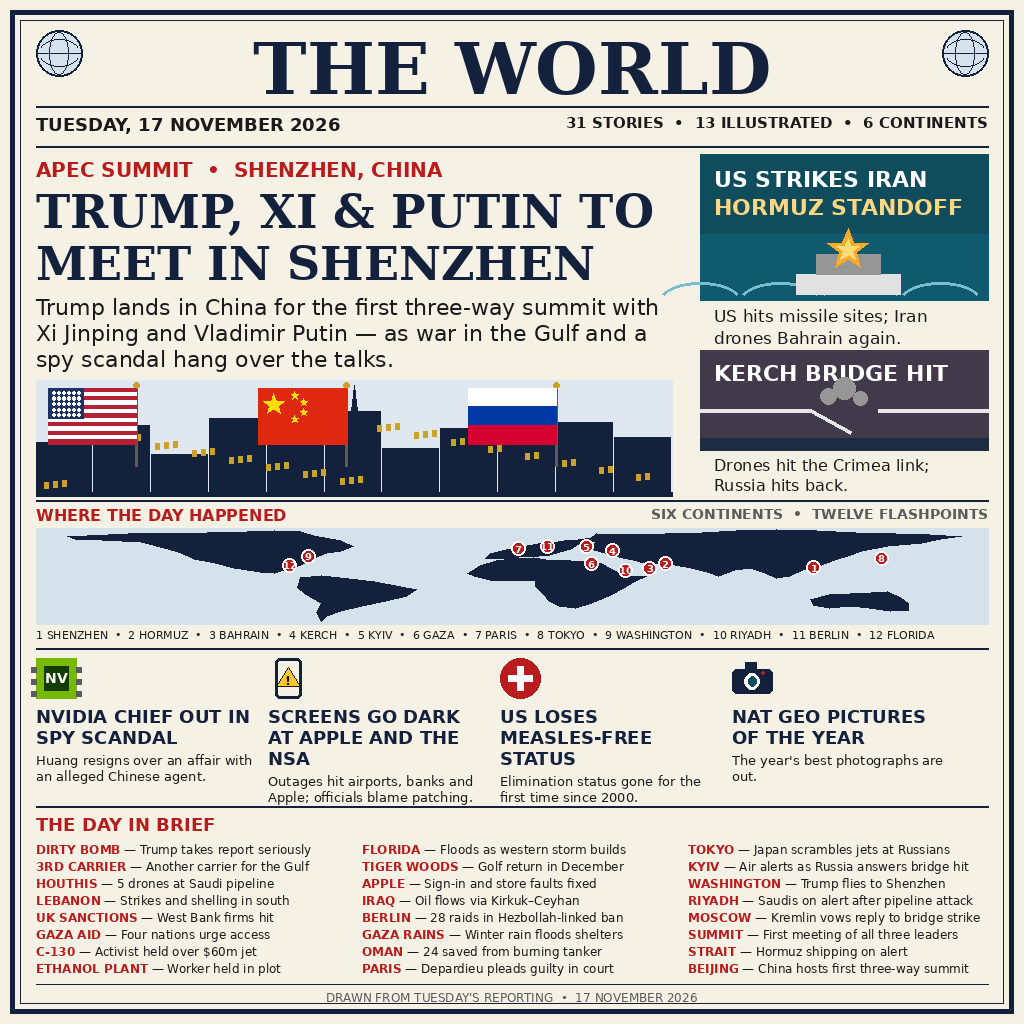 THE WORLD
TUESDAY, 17 NOVEMBER 2026
31 STORIES • 13 ILLUSTRATED • 6 CONTINENTS
APEC SUMMIT • SHENZHEN, CHINA
TRUMP, XI & PUTIN TO
MEET IN SHENZHEN
Trump lands in China for the first three-way summit with
Xi Jinping and Vladimir Putin — as war in the Gulf and a
spy scandal hang over the talks.
US STRIKES IRAN
HORMUZ STANDOFF
US hits missile sites; Iran
drones Bahrain again.
KERCH BRIDGE HIT
Drones hit the Crimea link;
Russia hits back.
WHERE THE DAY HAPPENED
SIX CONTINENTS • TWELVE FLASHPOINTS
12
9
7
11
5
4
6
10
3
2
1
8
1 SHENZHEN • 2 HORMUZ • 3 BAHRAIN • 4 KERCH • 5 KYIV • 6 GAZA • 7 PARIS • 8 TOKYO • 9 WASHINGTON • 10 RIYADH • 11 BERLIN • 12 FLORIDA
NV
NVIDIA CHIEF OUT IN
SPY SCANDAL
Huang resigns over an affair with
an alleged Chinese agent.
!
SCREENS GO DARK
AT APPLE AND THE
NSA
Outages hit airports, banks and
Apple; officials blame patching.
US LOSES
MEASLES-FREE
STATUS
Elimination status gone for the
first time since 2000.
NAT GEO PICTURES
OF THE YEAR
The year's best photographs are
out.
THE DAY IN BRIEF
DIRTY BOMB — Trump takes report seriously
3RD CARRIER — Another carrier for the Gulf
HOUTHIS — 5 drones at Saudi pipeline
LEBANON — Strikes and shelling in south
UK SANCTIONS — West Bank firms hit
GAZA AID — Four nations urge access
C-130 — Activist held over $60m jet
ETHANOL PLANT — Worker held in plot
FLORIDA — Floods as western storm builds
TIGER WOODS — Golf return in December
APPLE — Sign-in and store faults fixed
IRAQ — Oil flows via Kirkuk–Ceyhan
BERLIN — 28 raids in Hezbollah-linked ban
GAZA RAINS — Winter rain floods shelters
OMAN — 24 saved from burning tanker
PARIS — Depardieu pleads guilty in court
TOKYO — Japan scrambles jets at Russians
KYIV — Air alerts as Russia answers bridge hit
WASHINGTON — Trump flies to Shenzhen
RIYADH — Saudis on alert after pipeline attack
MOSCOW — Kremlin vows reply to bridge strike
SUMMIT — First meeting of all three leaders
STRAIT — Hormuz shipping on alert
BEIJING — China hosts first three-way summit
DRAWN FROM TUESDAY'S REPORTING • 17 NOVEMBER 2026